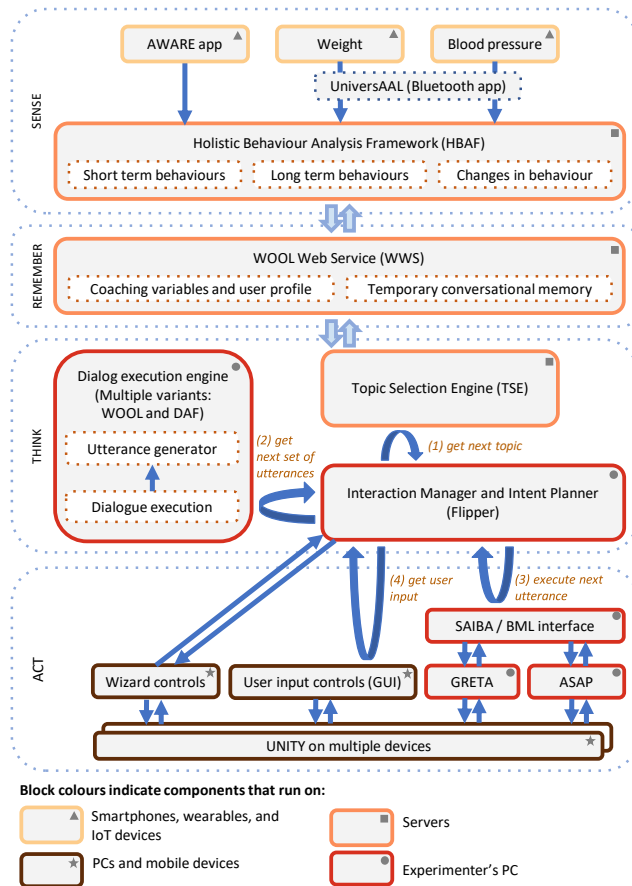 SENSE
AWARE app
Weight
Blood pressure
UniversAAL (Bluetooth app)
Holistic Behaviour Analysis Framework (HBAF)
Short term behaviours
Long term behaviours
Changes in behaviour
REMEMBER
WOOL Web Service (WWS)
Coaching variables and user profile
Temporary conversational memory
THINK
Dialog execution engine
(Multiple variants:
WOOL and DAF)
Utterance generator
Dialogue execution
(2) get
next set of
utterances
Topic Selection Engine (TSE)
(1) get next topic
Interaction Manager and Intent Planner
(Flipper)
ACT
(4) get user
input
(3) execute next
utterance
SAIBA / BML interface
Wizard controls
User input controls (GUI)
GRETA
ASAP
UNITY on multiple devices
Block colours indicate components that run on:
Smartphones, wearables, and
IoT devices
Servers
PCs and mobile devices
Experimenter's PC